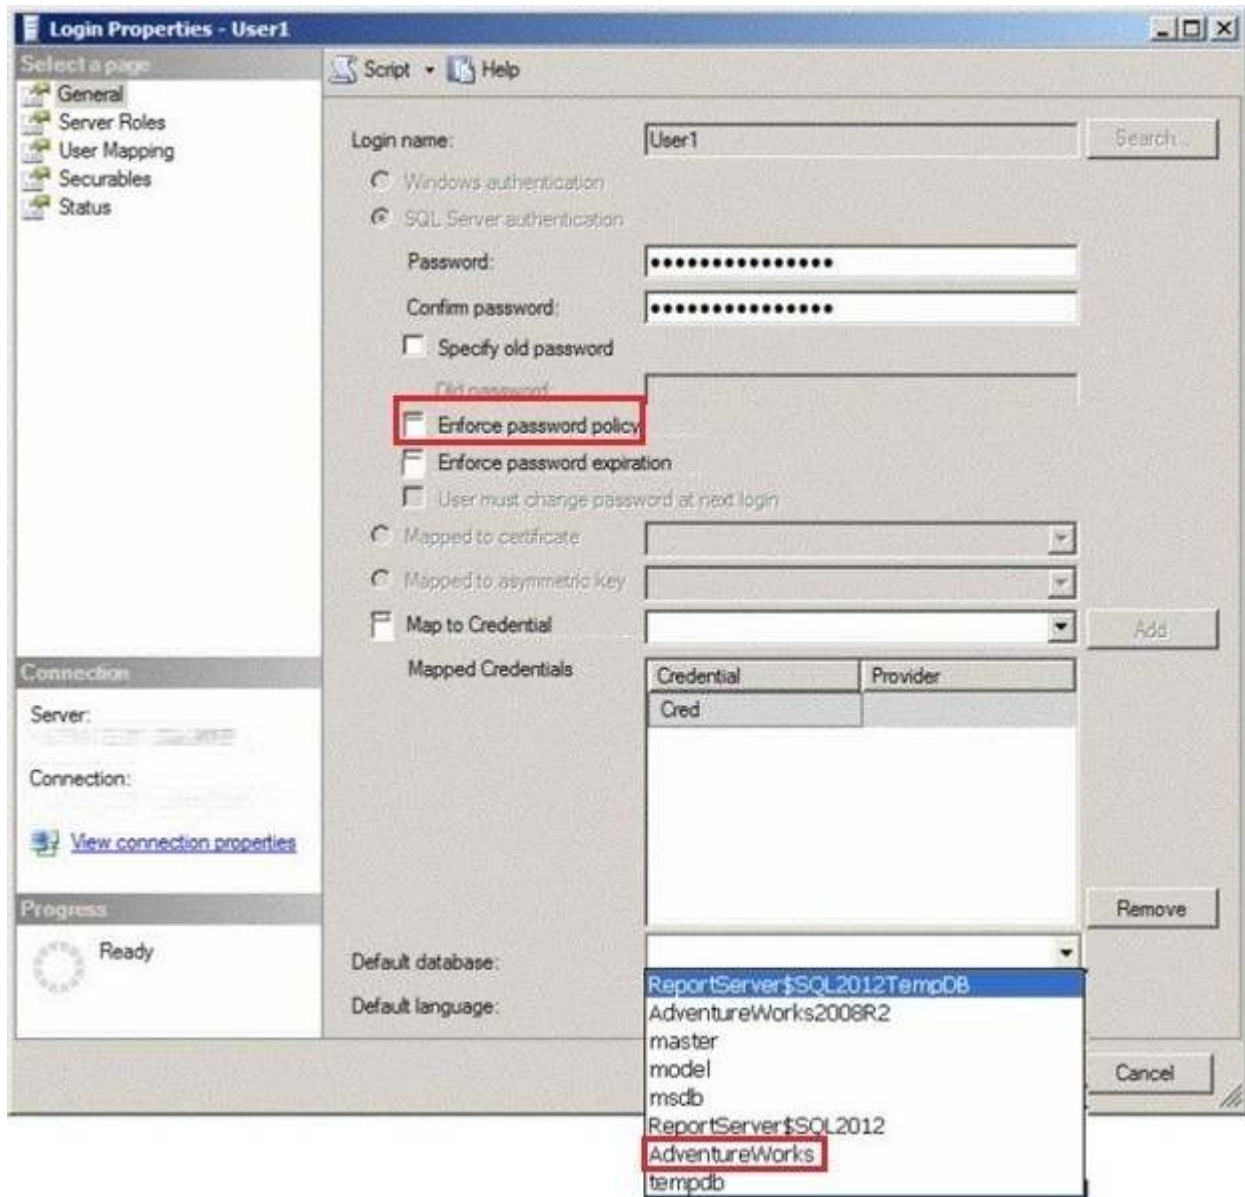 Login Properties - User1
Select a page
General
Server Roles
User Mapping
Securables
Status
Script
Help
Login name:
User1
Search...
Windows authentication
SQL Server authentication
Password:
•••••••••••••••
Confirm password:
•••••••••••••••
Specify old password
Old password:
Enforce password policy
Enforce password expiration
User must change password at next login
Mapped to certificate
Mapped to asymmetric key
Map to Credential
Add
Mapped Credentials
Credential
Provider
Cred
Remove
Default database:
ReportServer$SQL2012TempDB
AdventureWorks2008R2
master
model
msdb
ReportServer$SQL2012
AdventureWorks
tempdb
Default language:
Cancel
Connection
Server:
Connection:
View connection properties
Progress
Ready